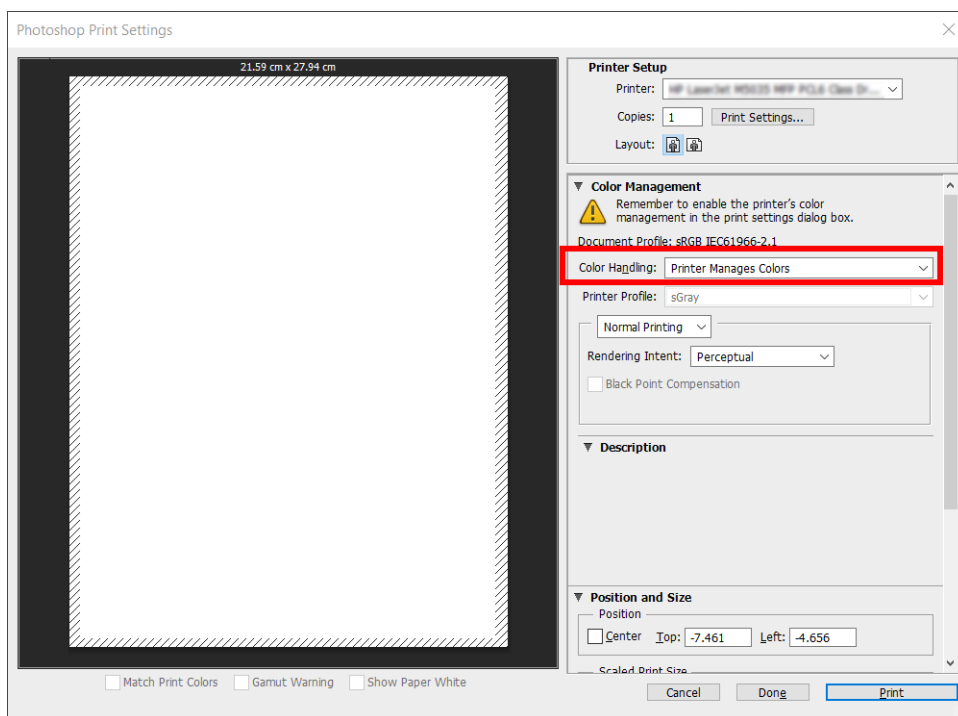 Photoshop Print Settings
21.59 cm x 27.94 cm
Printer Setup
Printer:
Copies: 1 Print Settings...
Layout:
Color Management
Remember to enable the printer's color
management in the print settings dialog box.
Document Profile: sRGB IEC61966-2.1
Color Handling: Printer Manages Colors
Printer Profile: sGray
Normal Printing
Rendering Intent: Perceptual
Black Point Compensation
Description
Position and Size
Position
Center Top: -7.461 Left: -4.656
Scaled Print Size
Match Print Colors Gamut Warning Show Paper White
Cancel Done Print